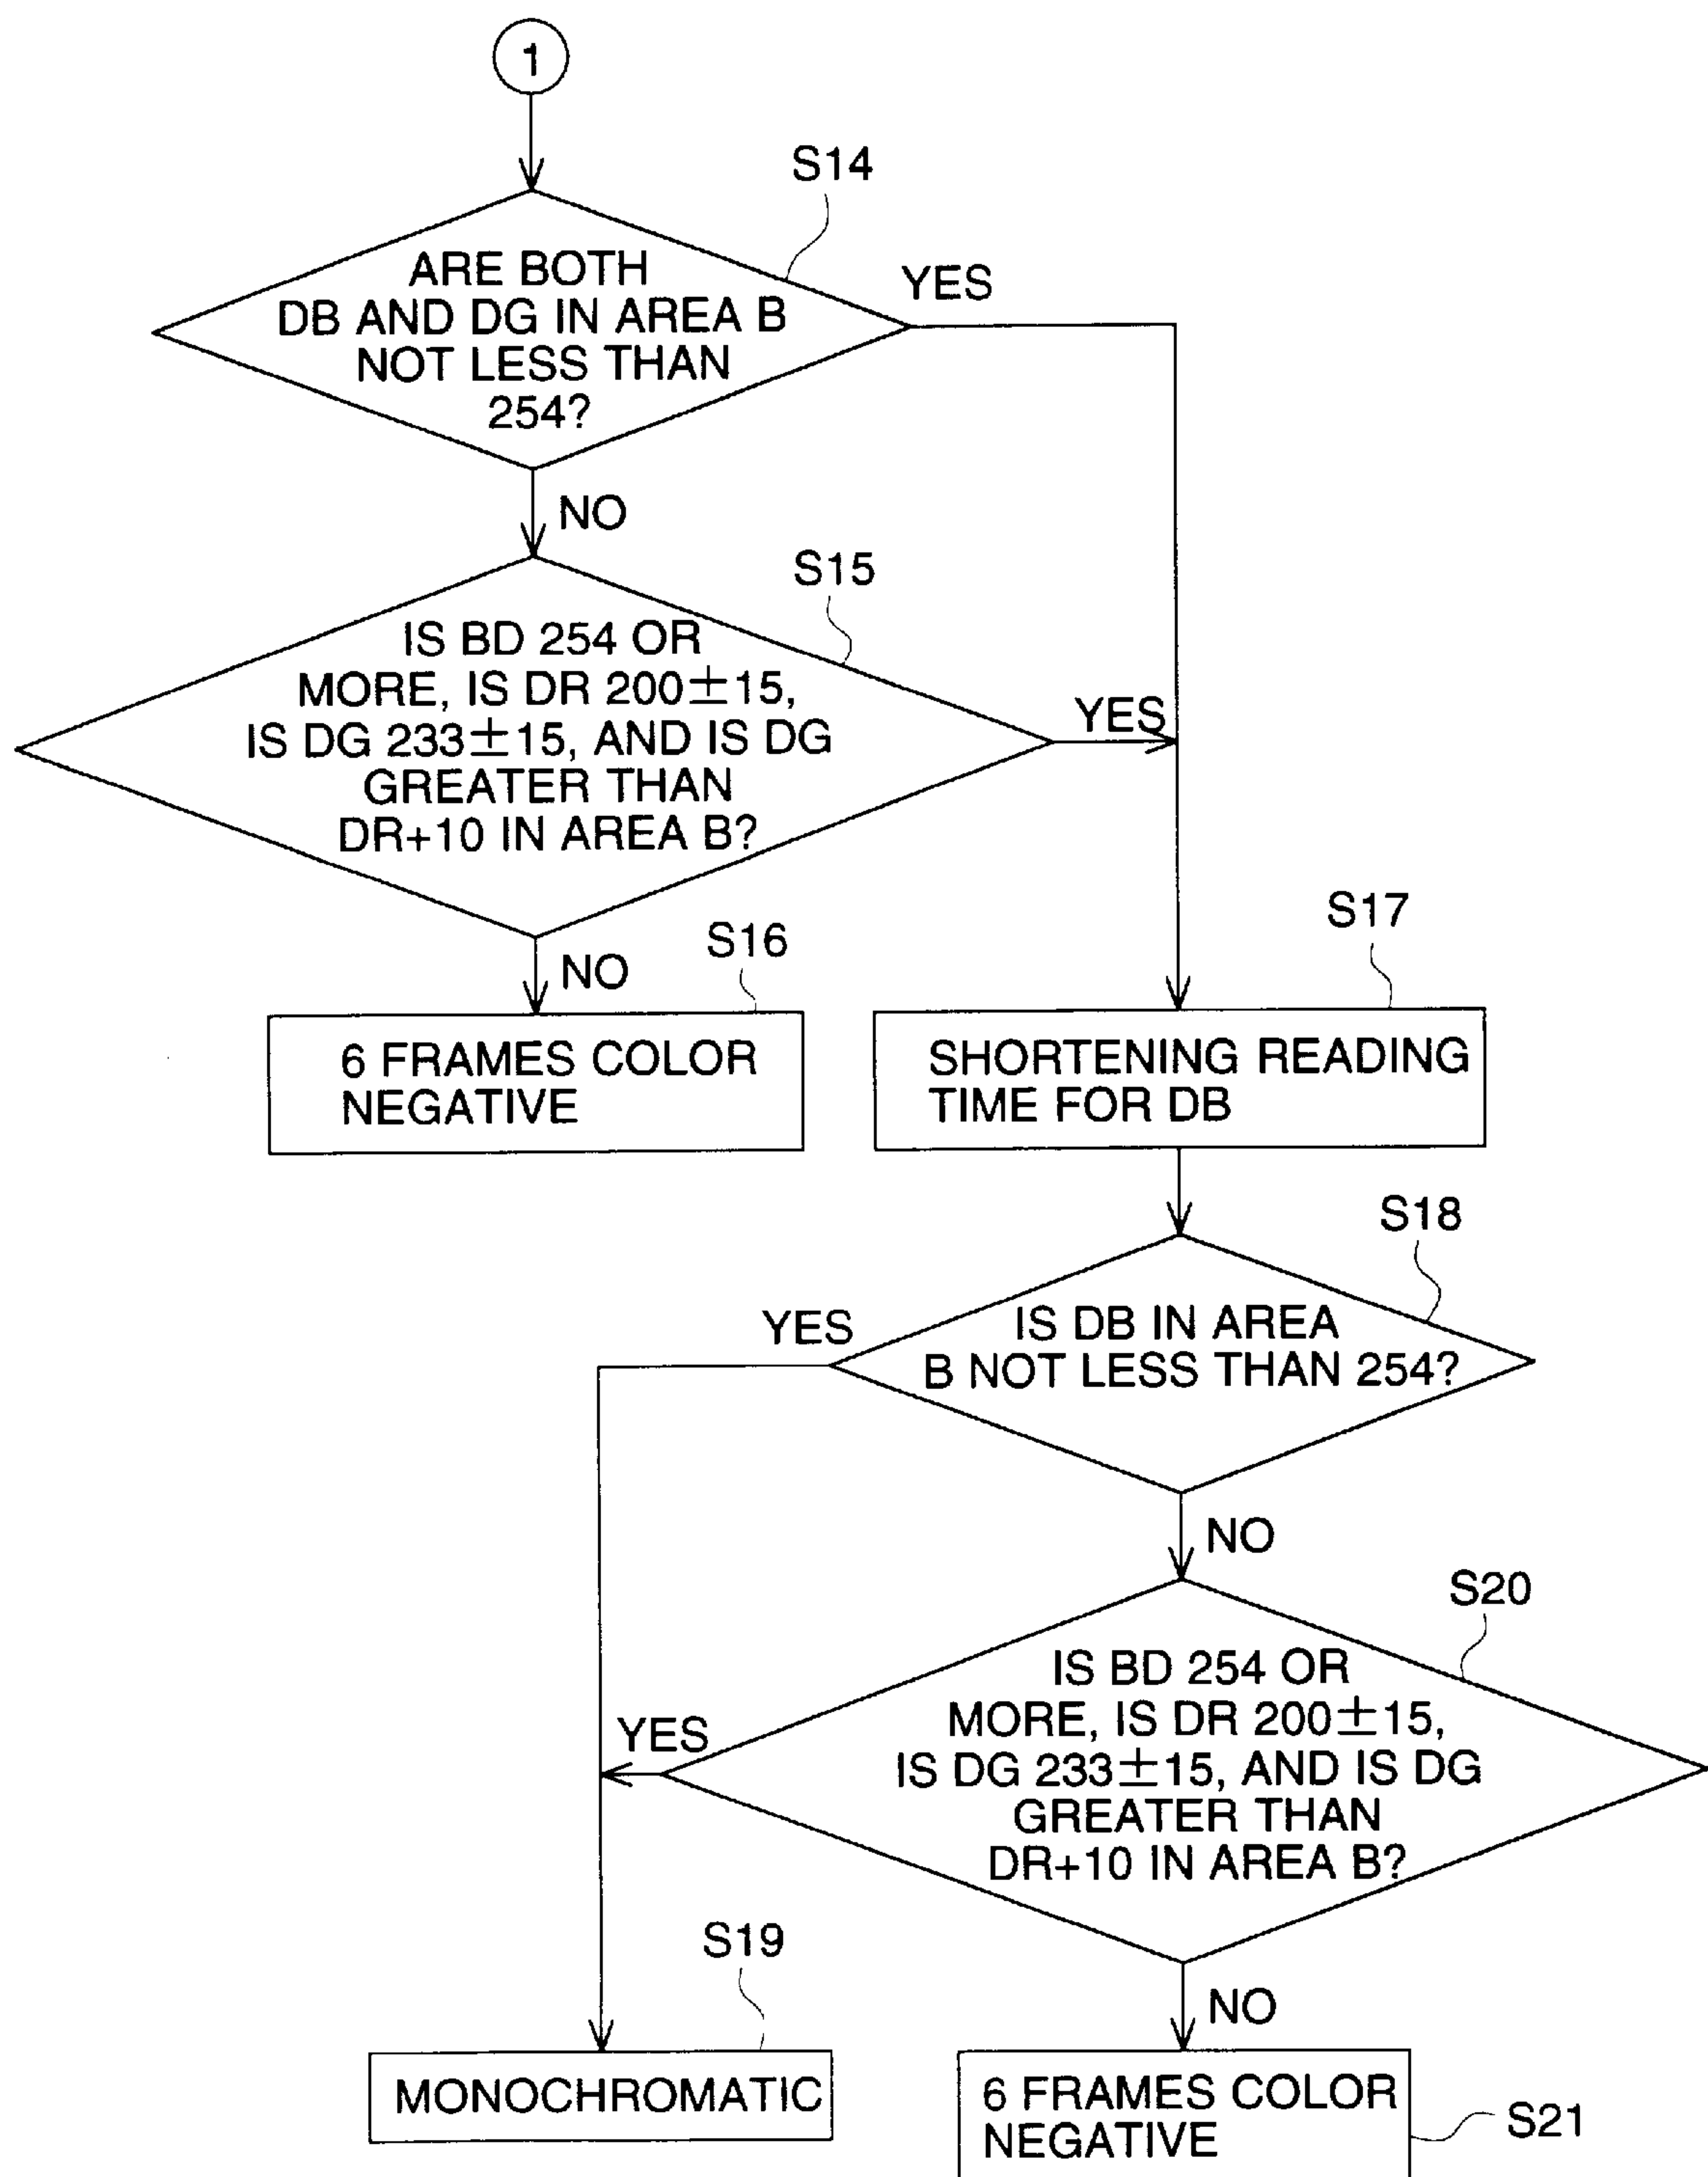 1
S14
ARE BOTH
DB AND DG IN AREA B
NOT LESS THAN
254?
YES
NO
S15
IS BD 254 OR
MORE, IS DR 200±15,
IS DG 233±15, AND IS DG
GREATER THAN
DR+10 IN AREA B?
YES
NO
S16
6 FRAMES COLOR
NEGATIVE
S17
SHORTENING READING
TIME FOR DB
S18
IS DB IN AREA
B NOT LESS THAN 254?
YES
NO
S20
IS BD 254 OR
MORE, IS DR 200±15,
IS DG 233±15, AND IS DG
GREATER THAN
DR+10 IN AREA B?
YES
NO
S19
MONOCHROMATIC
6 FRAMES COLOR
NEGATIVE
S21